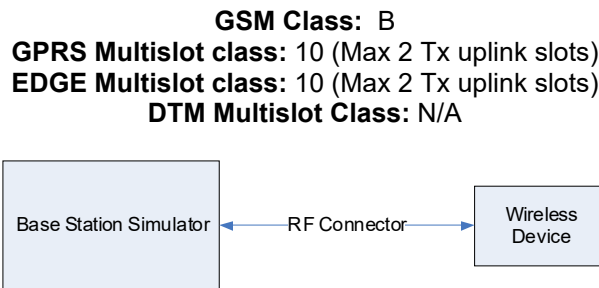 GSM Class: B
GPRS Multislot class: 10 (Max 2 Tx uplink slots)
EDGE Multislot class: 10 (Max 2 Tx uplink slots)
DTM Multislot Class: N/A
Base Station Simulator
RF Connector
Wireless
Device